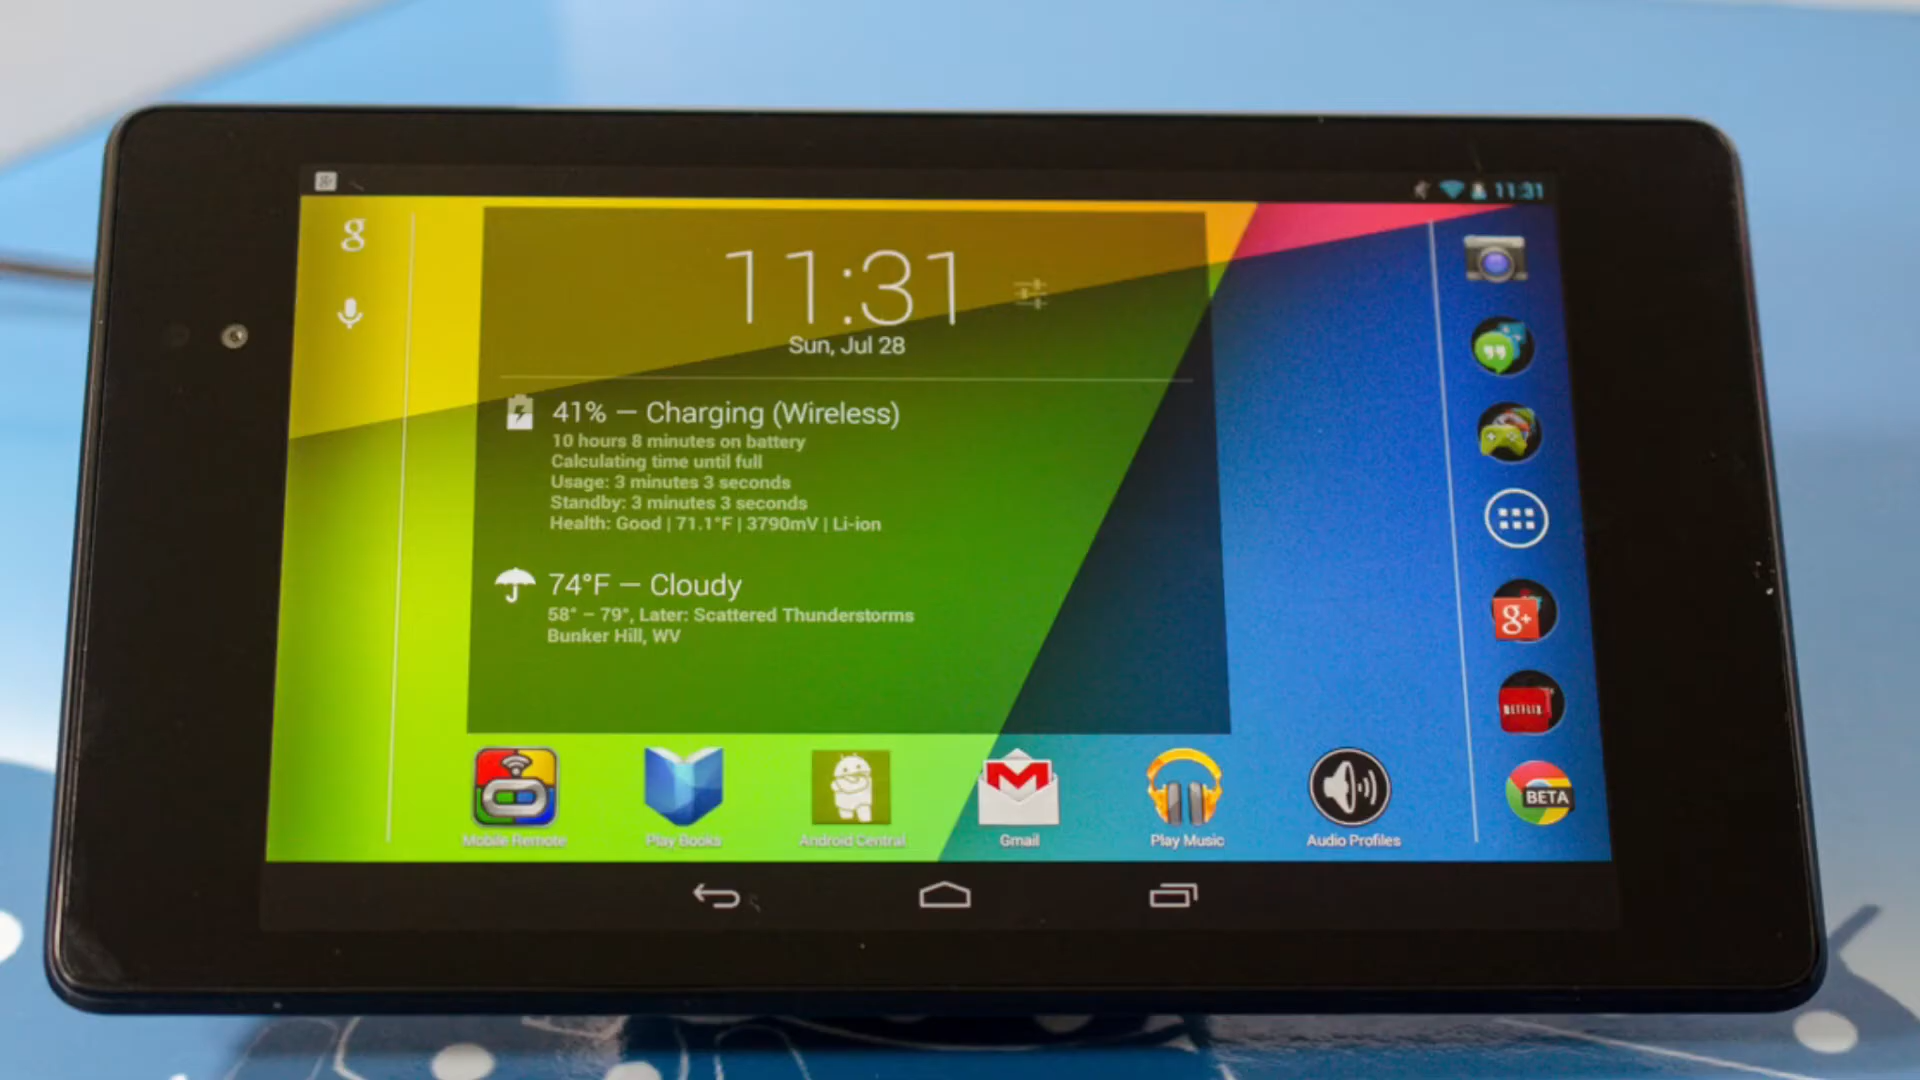 11:31
g
11:31
Sun, Jul 28
41% — Charging (Wireless)
10 hours 8 minutes on battery
Calculating time until full
Usage: 3 minutes 3 seconds
Standby: 3 minutes 3 seconds
Health: Good | 71.1°F | 3790mV | Li-ion
74°F — Cloudy
58° – 79°, Later: Scattered Thunderstorms
Bunker Hill, WV
g+
NETFLIX
BETA
Mobile Remote
Play Books
Android Central
Gmail
Play Music
Audio Profiles